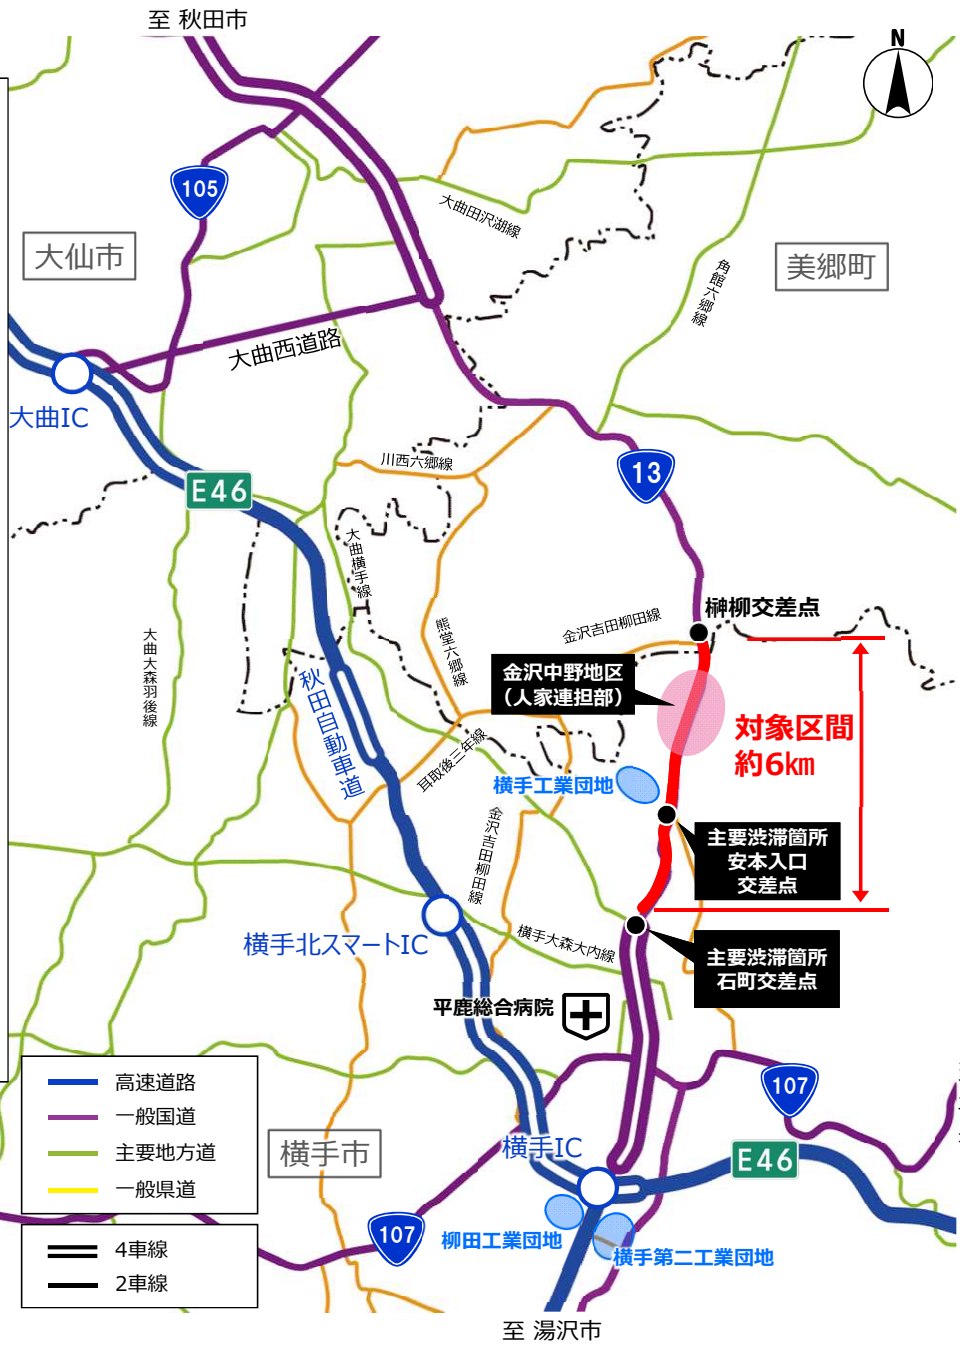 至 秋田市
N
105
大仙市
大曲田沢湖線
美郷町
角館六郷線
大曲西道路
大曲IC
川西六郷線
13
E46
大曲横手線
榊柳交差点
金沢吉田柳田線
熊堂六郷線
大曲大森羽後線
金沢中野地区
（人家連担部）
秋田自動車道
対象区間
約6㎞
耳取後三年線
横手工業団地
金沢吉田柳田線
主要渋滞箇所
安本入口
交差点
横手北スマートIC
横手大森大内線
主要渋滞箇所
石町交差点
平鹿総合病院
高速道路
一般国道
主要地方道
一般県道
107
横手市
横手IC
E46
4車線
2車線
107
柳田工業団地
横手第二工業団地
至 湯沢市